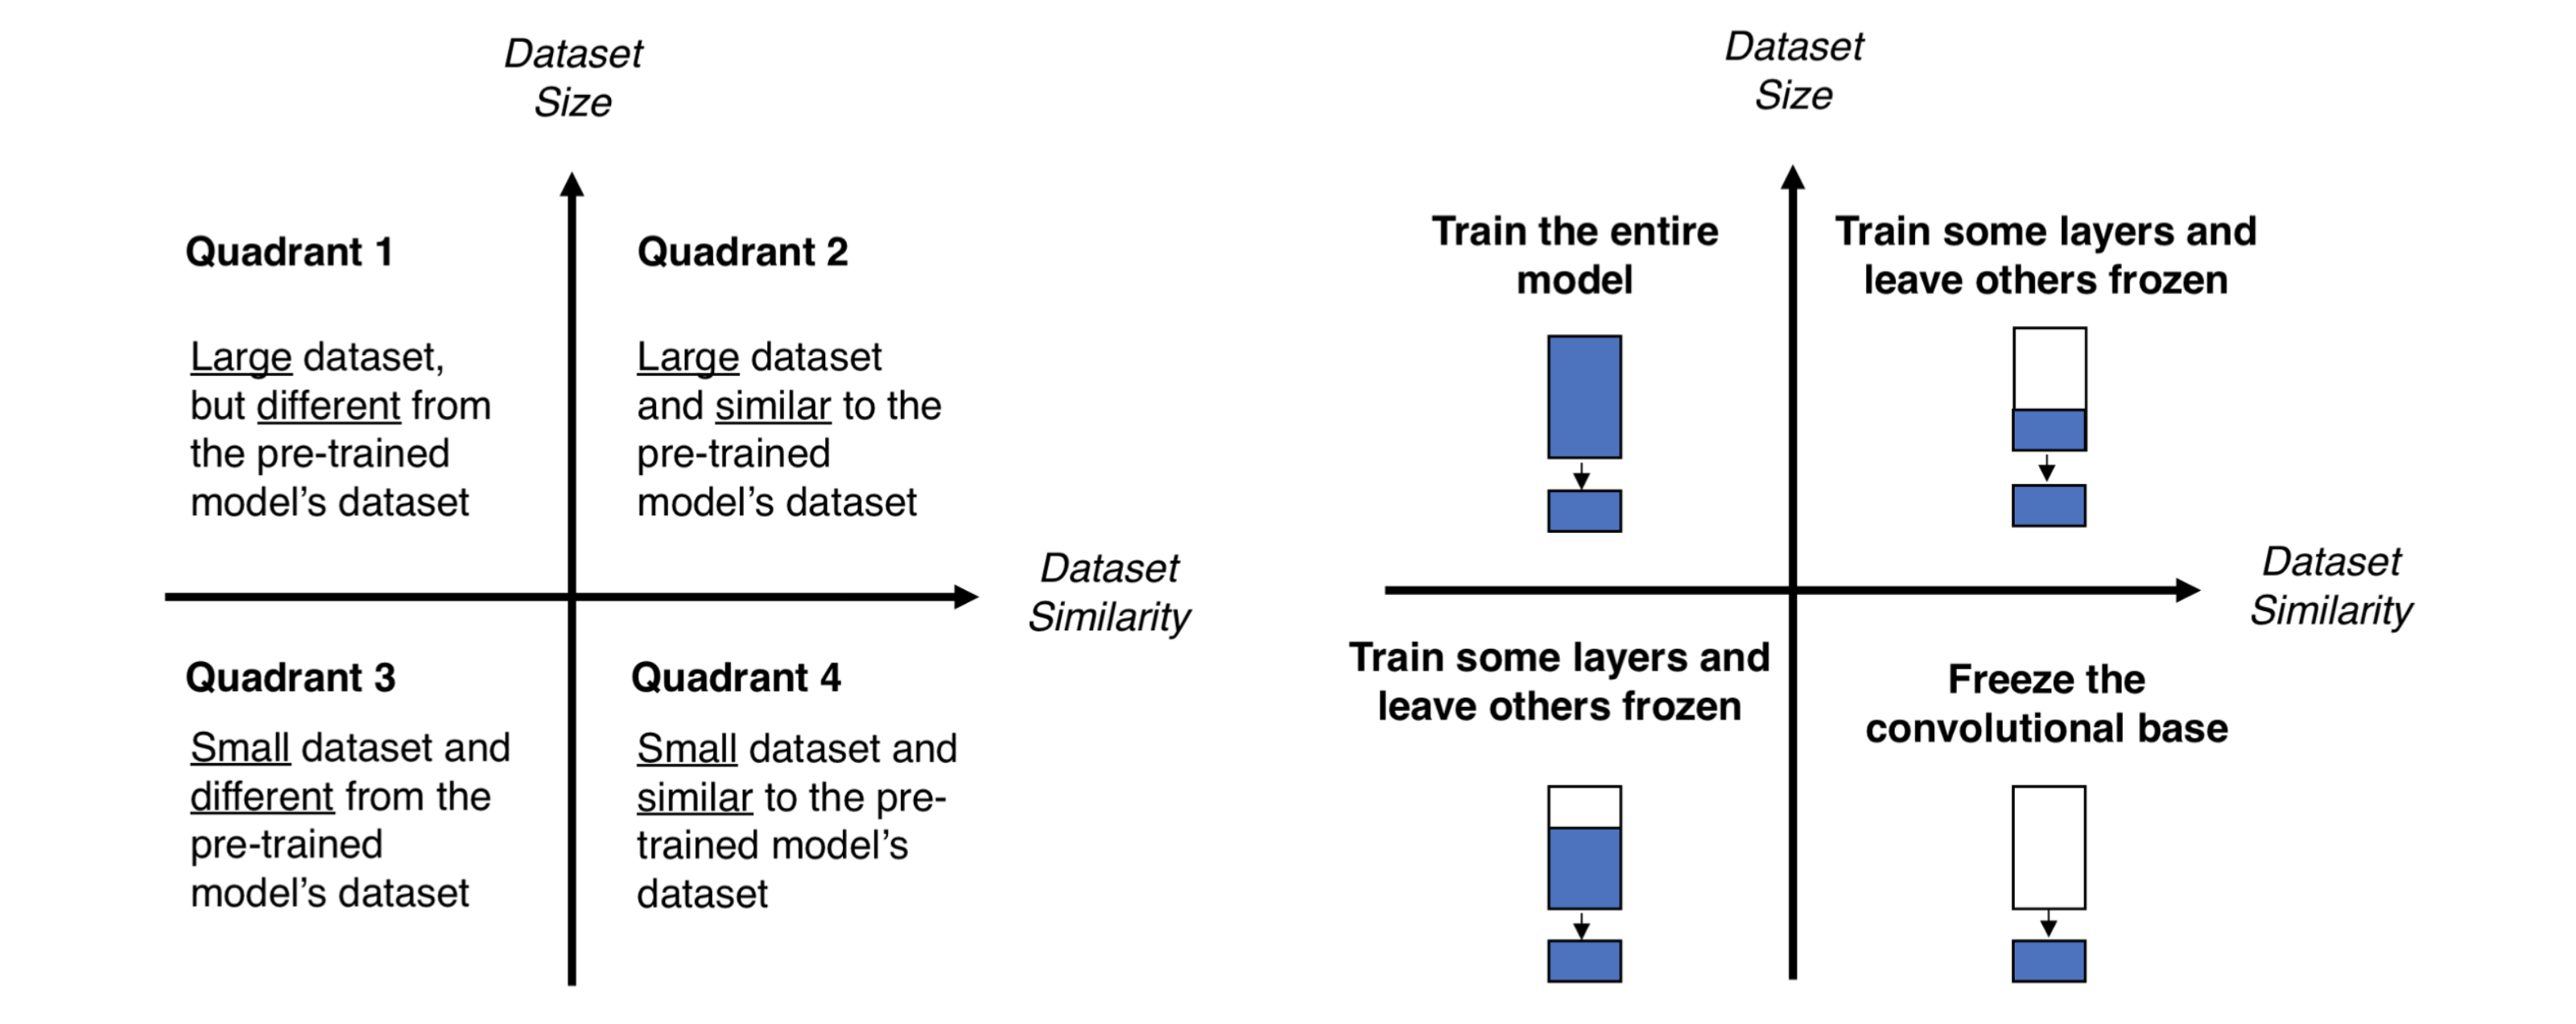 Dataset
Size
Quadrant 1
Large dataset,
but different from
the pre-trained
model's dataset
Quadrant 2
Large dataset
and similar to the
pre-trained
model's dataset
Dataset
Similarity
Quadrant 3
Small dataset and
different from the
pre-trained
model's dataset
Quadrant 4
Small dataset and
similar to the pre-
trained model's
dataset
Dataset
Size
Train the entire
model
Train some layers and
leave others frozen
Dataset
Similarity
Train some layers and
leave others frozen
Freeze the
convolutional base